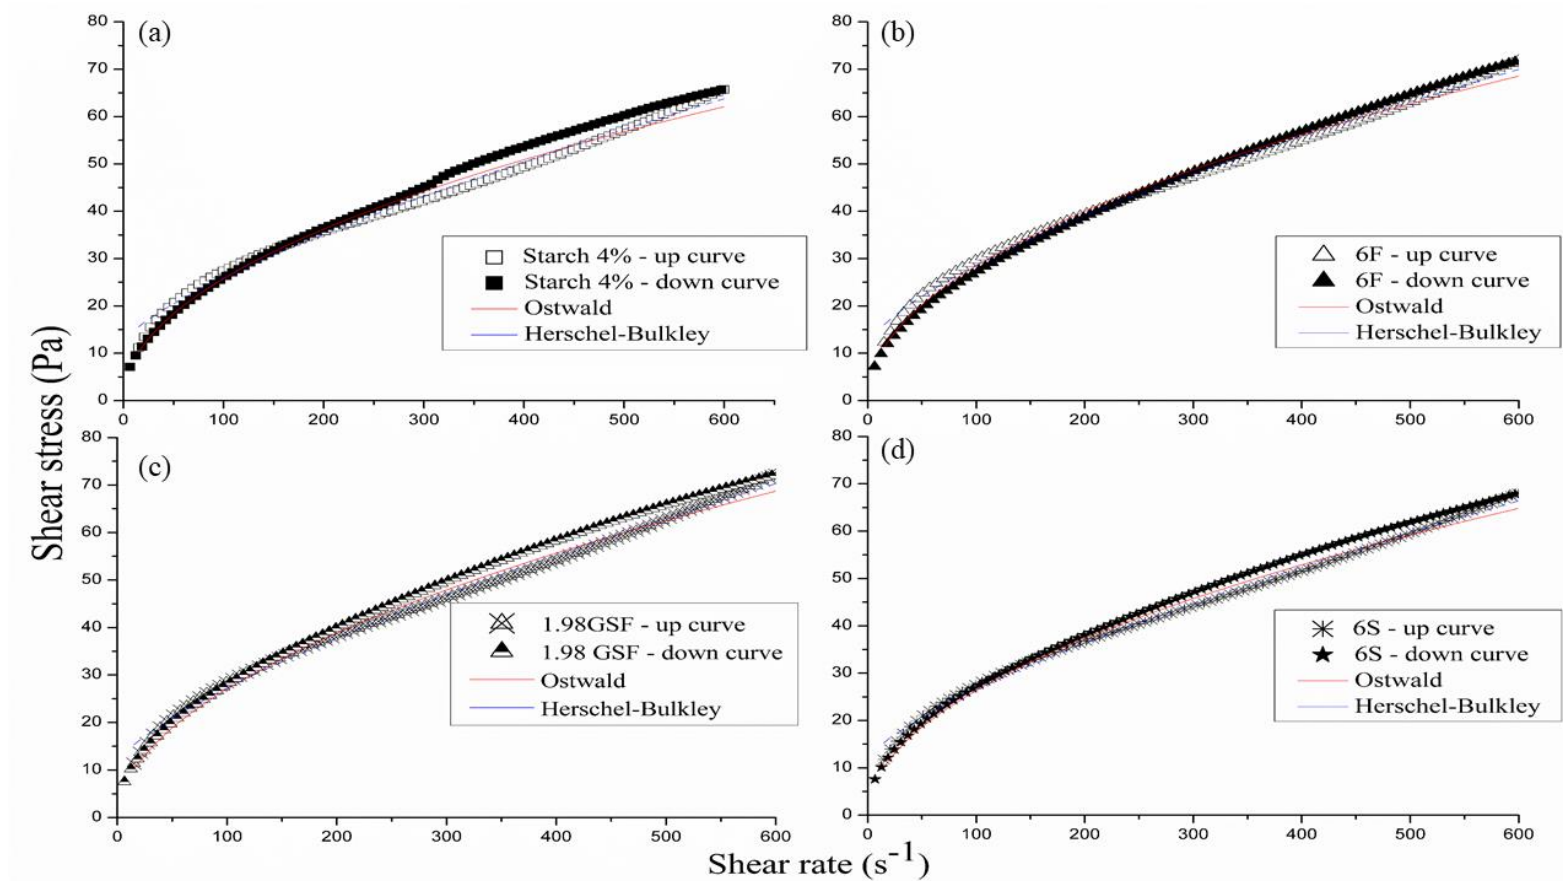 (a)
80
70
60
50
40
30
20
10
0
0 100 200 300 400 500 600
Starch 4% - up curve
Starch 4% - down curve
Ostwald
Herschel-Bulkley
(b)
80
70
60
50
40
30
20
10
0
0 100 200 300 400 500 600
6F - up curve
6F - down curve
Ostwald
Herschel-Bulkley
Shear stress (Pa)
(c)
80
70
60
50
40
30
20
10
0
0 100 200 300 400 500 600
1.98GSF - up curve
1.98 GSF - down curve
Ostwald
Herschel-Bulkley
(d)
80
70
60
50
40
30
20
10
0
0 100 200 300 400 500 600
6S - up curve
6S - down curve
Ostwald
Herschel-Bulkley
Shear rate (s⁻¹)